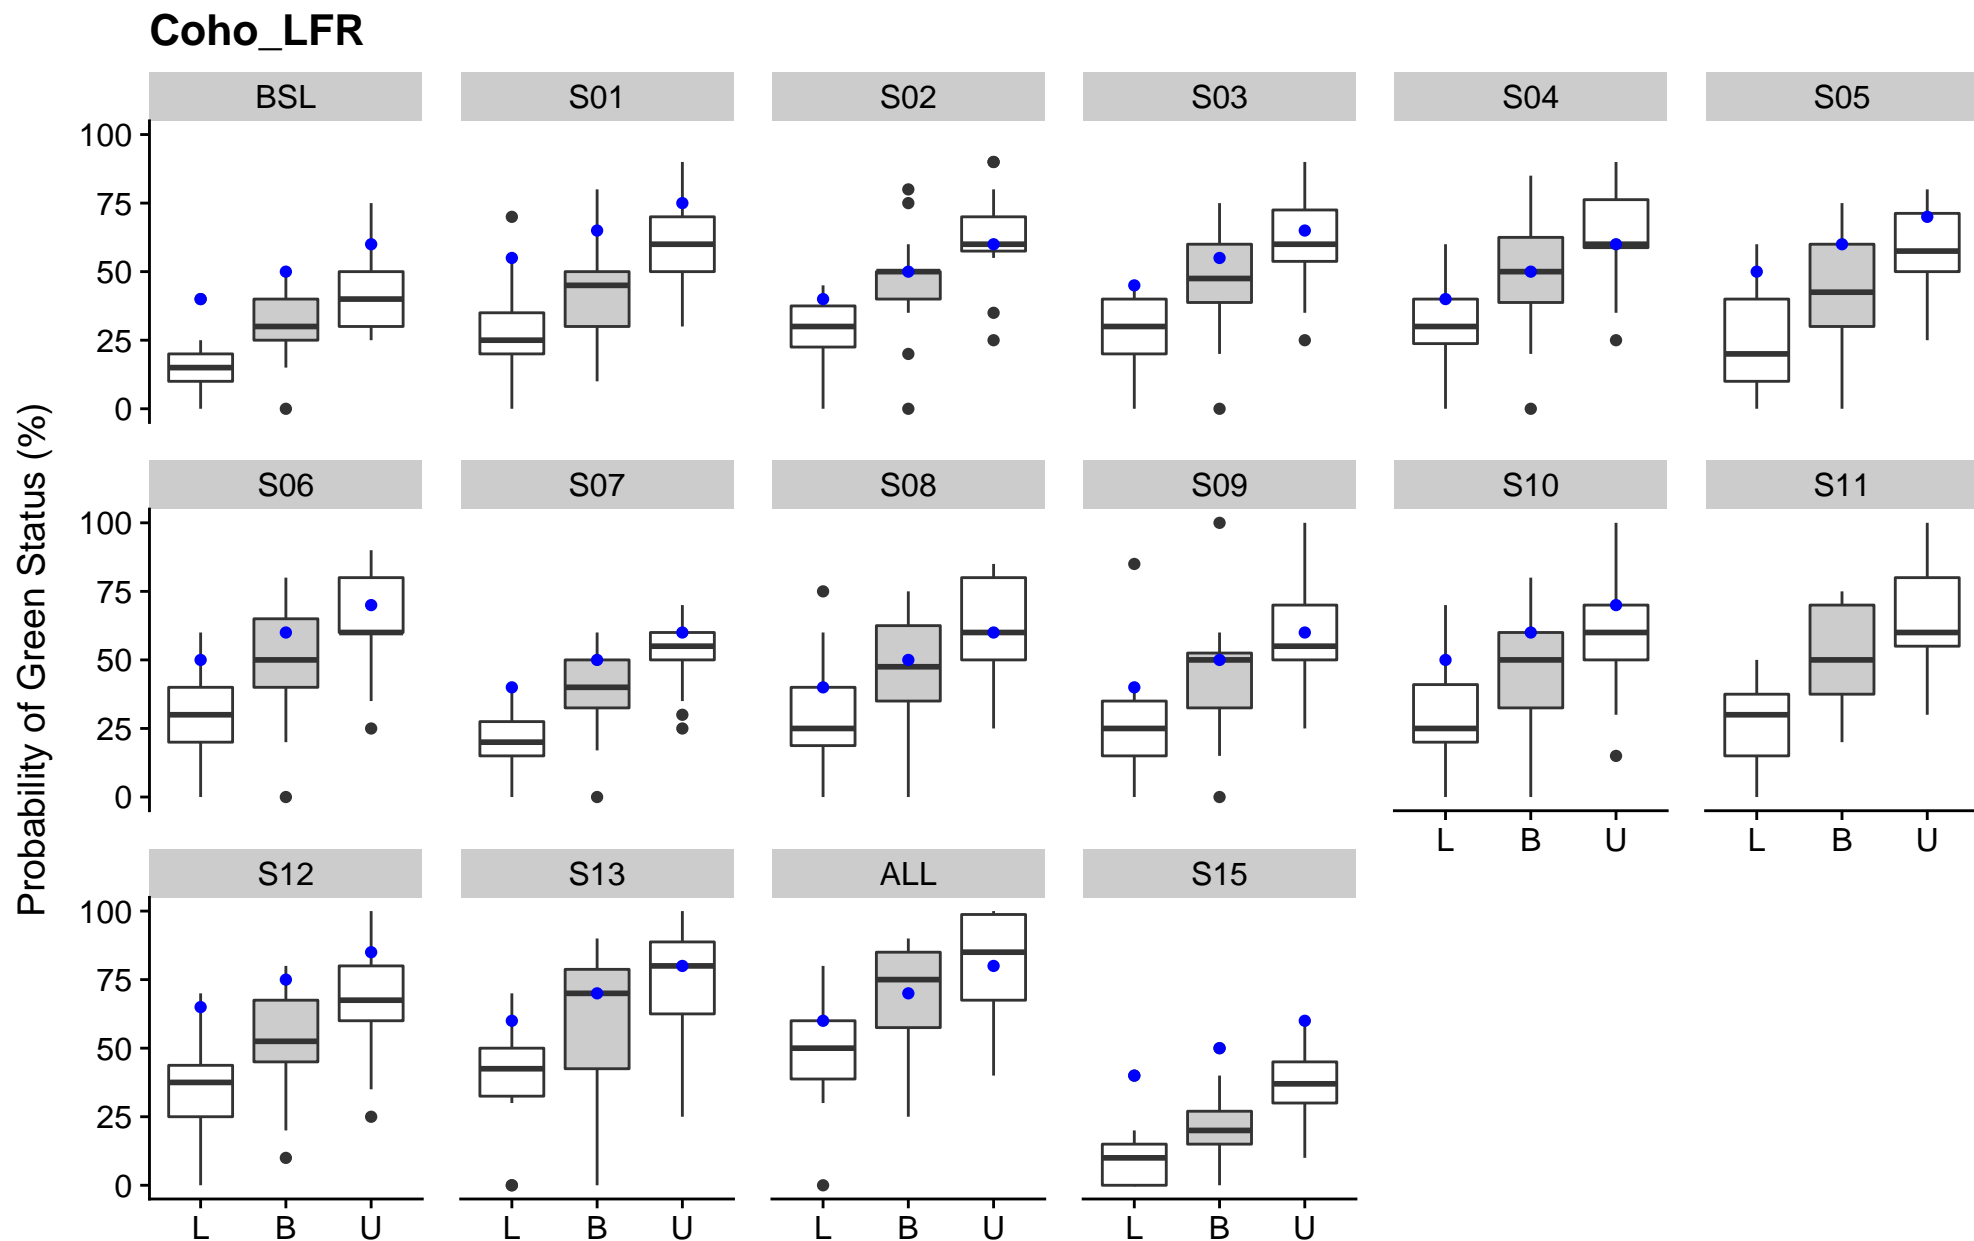 Coho_LFR
BSL S01 S02 S03 S04 S05
100
75
50
25
0
S06 S07 S08 S09 S10 S11
100
75
50
25
0
L B U L B U
S12 S13 ALL S15
100
75
50
25
0
L B U L B U L B U L B U
Probability of Green Status (%)